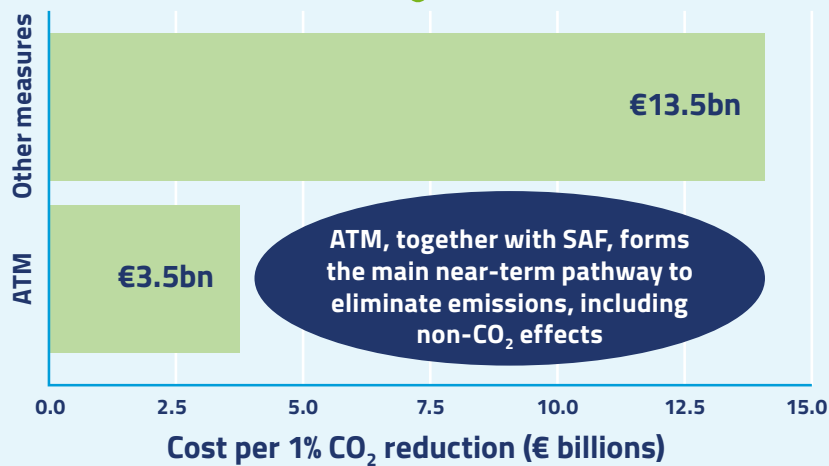 Other measures
€13.5bn
ATM
€3.5bn
ATM, together with SAF, forms
the main near-term pathway to
eliminate emissions, including
non-CO₂ effects
0.0 2.5 5.0 7.5 10.0 12.5 15.0
Cost per 1% CO₂ reduction (€ billions)